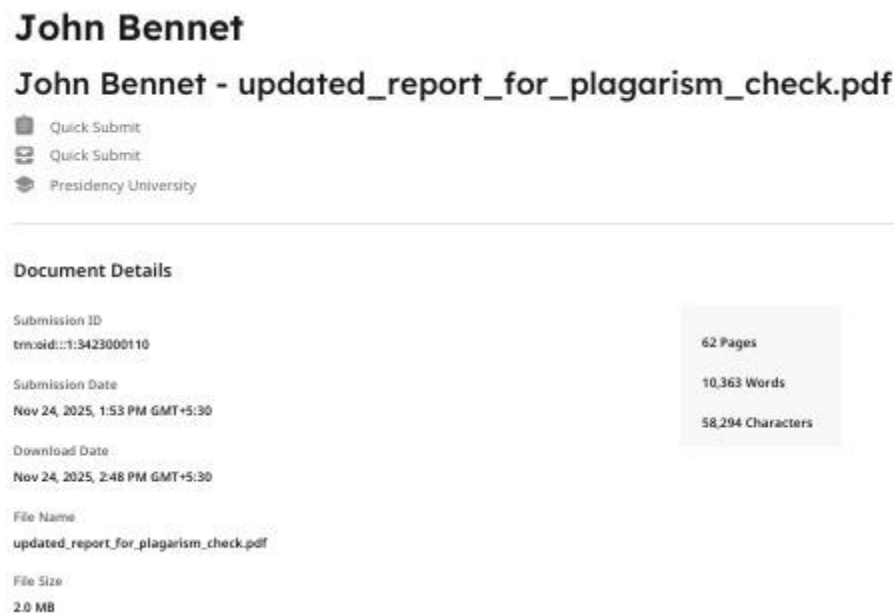 John Bennet
John Bennet - updated_report_for_plagarism_check.pdf
Quick Submit
Quick Submit
Presidency University
Document Details
Submission ID
trn:oid:::1:3423000110
Submission Date
Nov 24, 2025, 1:53 PM GMT+5:30
Download Date
Nov 24, 2025, 2:48 PM GMT+5:30
File Name
updated_report_for_plagarism_check.pdf
File Size
2.0 MB
62 Pages
10,363 Words
58,294 Characters